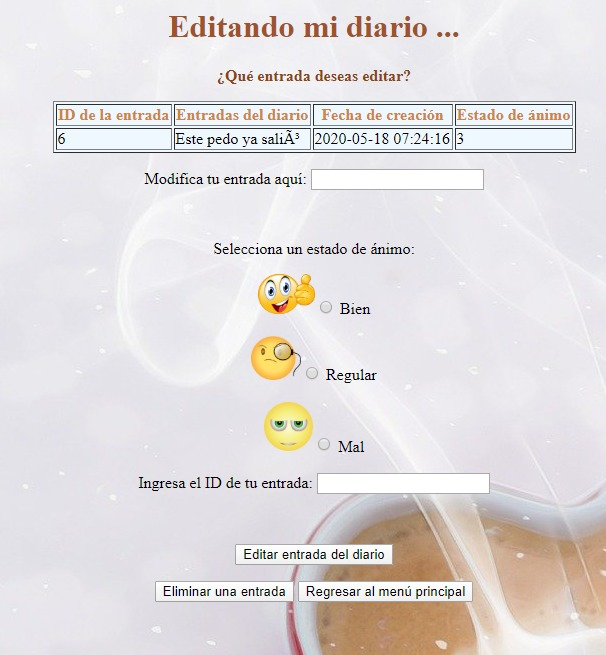 Editando mi diario ...
¿Qué entrada deseas editar?
ID de la entrada Entradas del diario Fecha de creación Estado de ánimo
6 Este pedo ya saliÃ³ 2020-05-18 07:24:16 3
Modifica tu entrada aquí:
Selecciona un estado de ánimo:
Bien
Regular
Mal
Ingresa el ID de tu entrada:
Editar entrada del diario
Eliminar una entrada Regresar al menú principal